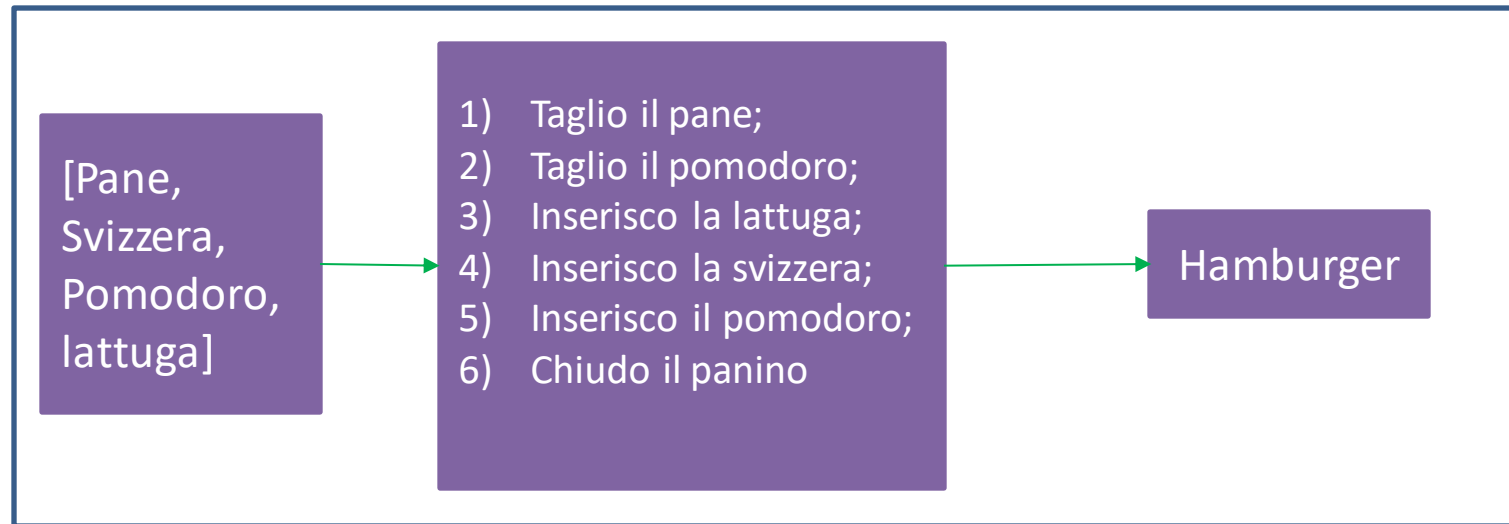 [Pane,
Svizzera,
Pomodoro,
lattuga]
1) Taglio il pane;
2) Taglio il pomodoro;
3) Inserisco la lattuga;
4) Inserisco la svizzera;
5) Inserisco il pomodoro;
6) Chiudo il panino
Hamburger